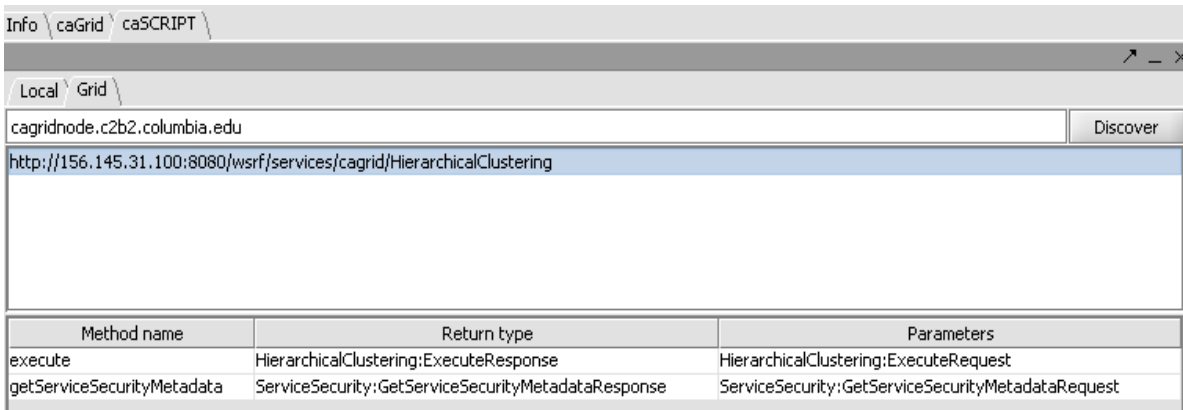 Info caGrid caSCRIPT
Local Grid
cagridnode.c2b2.columbia.edu Discover
http://156.145.31.100:8080/wsrf/services/cagrid/HierarchicalClustering
Method name Return type Parameters
execute HierarchicalClustering:ExecuteResponse HierarchicalClustering:ExecuteRequest
getServiceSecurityMetadata ServiceSecurity:GetServiceSecurityMetadataResponse ServiceSecurity:GetServiceSecurityMetadataRequest